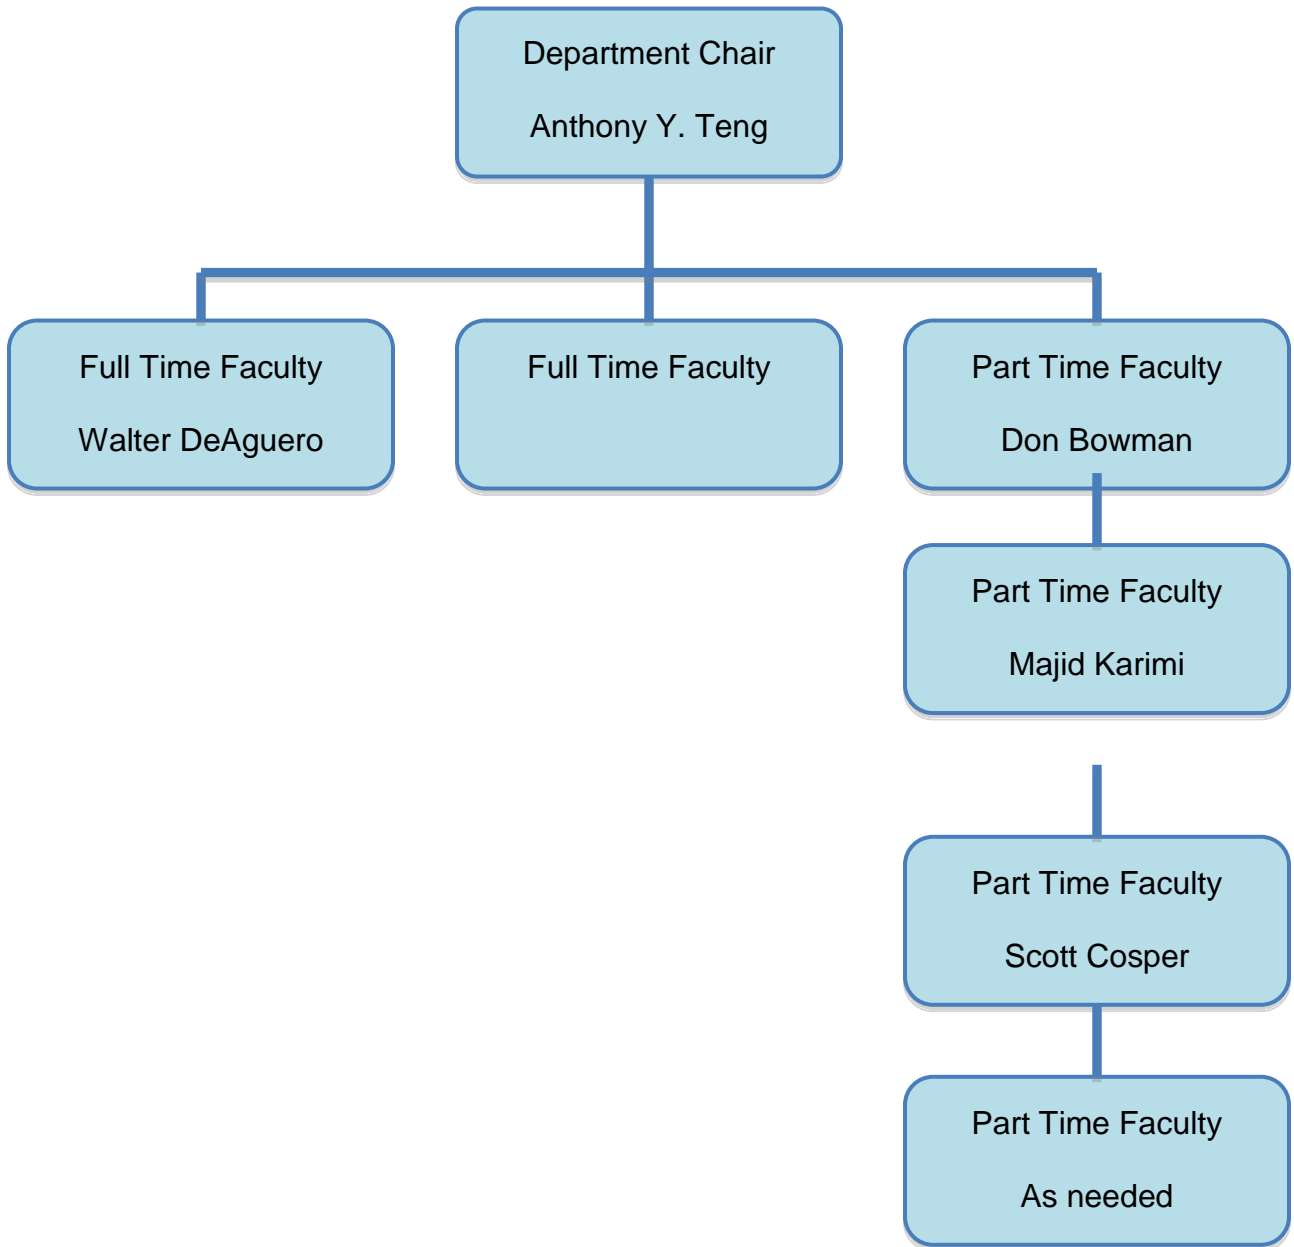 Department Chair
Anthony Y. Teng
Full Time Faculty
Walter DeAguero
Full Time Faculty
Part Time Faculty
Don Bowman
Part Time Faculty
Majid Karimi
Part Time Faculty
Scott Cosper
Part Time Faculty
As needed